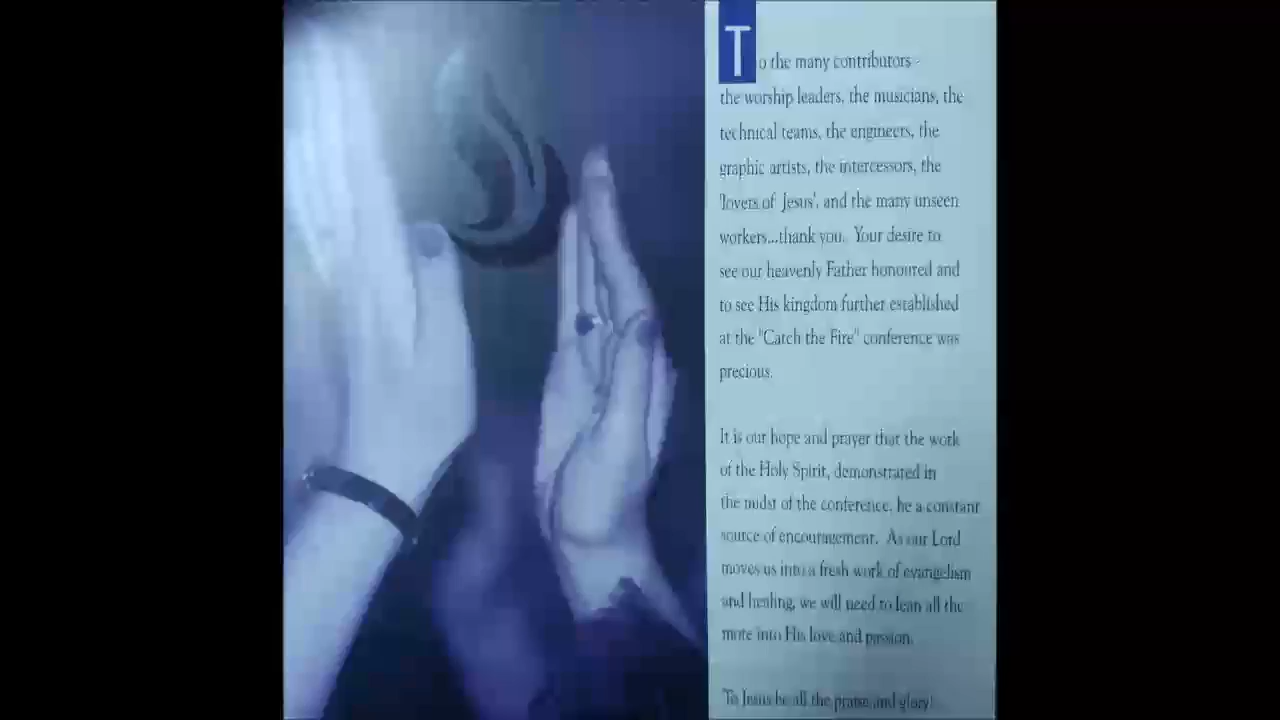 To the many contributors -
the worship leaders, the musicians, the
technical teams, the engineers, the
graphic artists, the intercessors, the
'lovers of Jesus', and the many unseen
workers...thank you. Your desire to
see our heavenly Father honoured and
to see His kingdom further established
at the "Catch the Fire" conference was
precious.
It is our hope and prayer that the work
of the Holy Spirit, demonstrated in
the midst of the conference, be a constant
source of encouragement. As our Lord
moves us into a fresh work of evangelism
and healing, we will need to lean all the
more into His love and passion.
To Jesus be all the praise and glory!